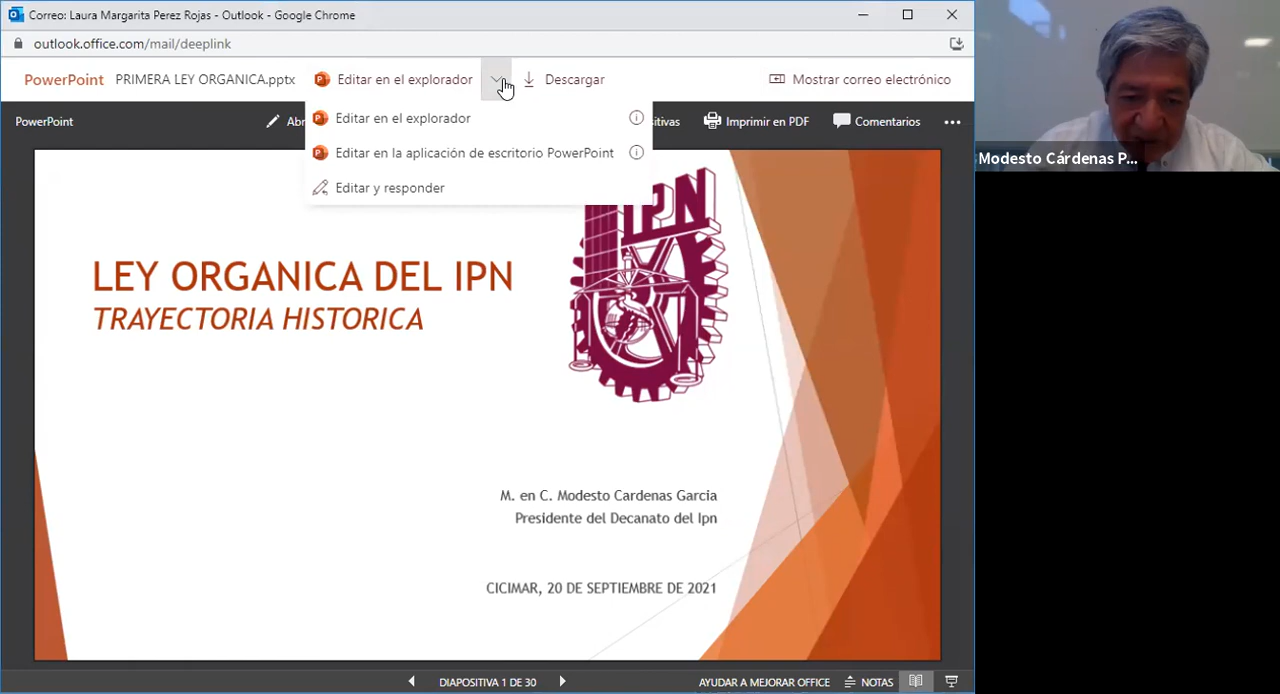 Correo: Laura Margarita Perez Rojas - Outlook - Google Chrome
outlook.office.com/mail/deeplink
PowerPoint PRIMERA LEY ORGANICA.pptx Editar en el explorador Descargar Mostrar correo electrónico
PowerPoint Abr sitivas Imprimir en PDF Comentarios ...
Editar en el explorador
Editar en la aplicación de escritorio PowerPoint
Editar y responder
Modesto Cárdenas P...
IPN
LEY ORGANICA DEL IPN
TRAYECTORIA HISTORICA
M. en C. Modesto Cardenas Garcia
Presidente del Decanato del Ipn
CICIMAR, 20 DE SEPTIEMBRE DE 2021
DIAPOSITIVA 1 DE 30 AYUDAR A MEJORAR OFFICE NOTAS